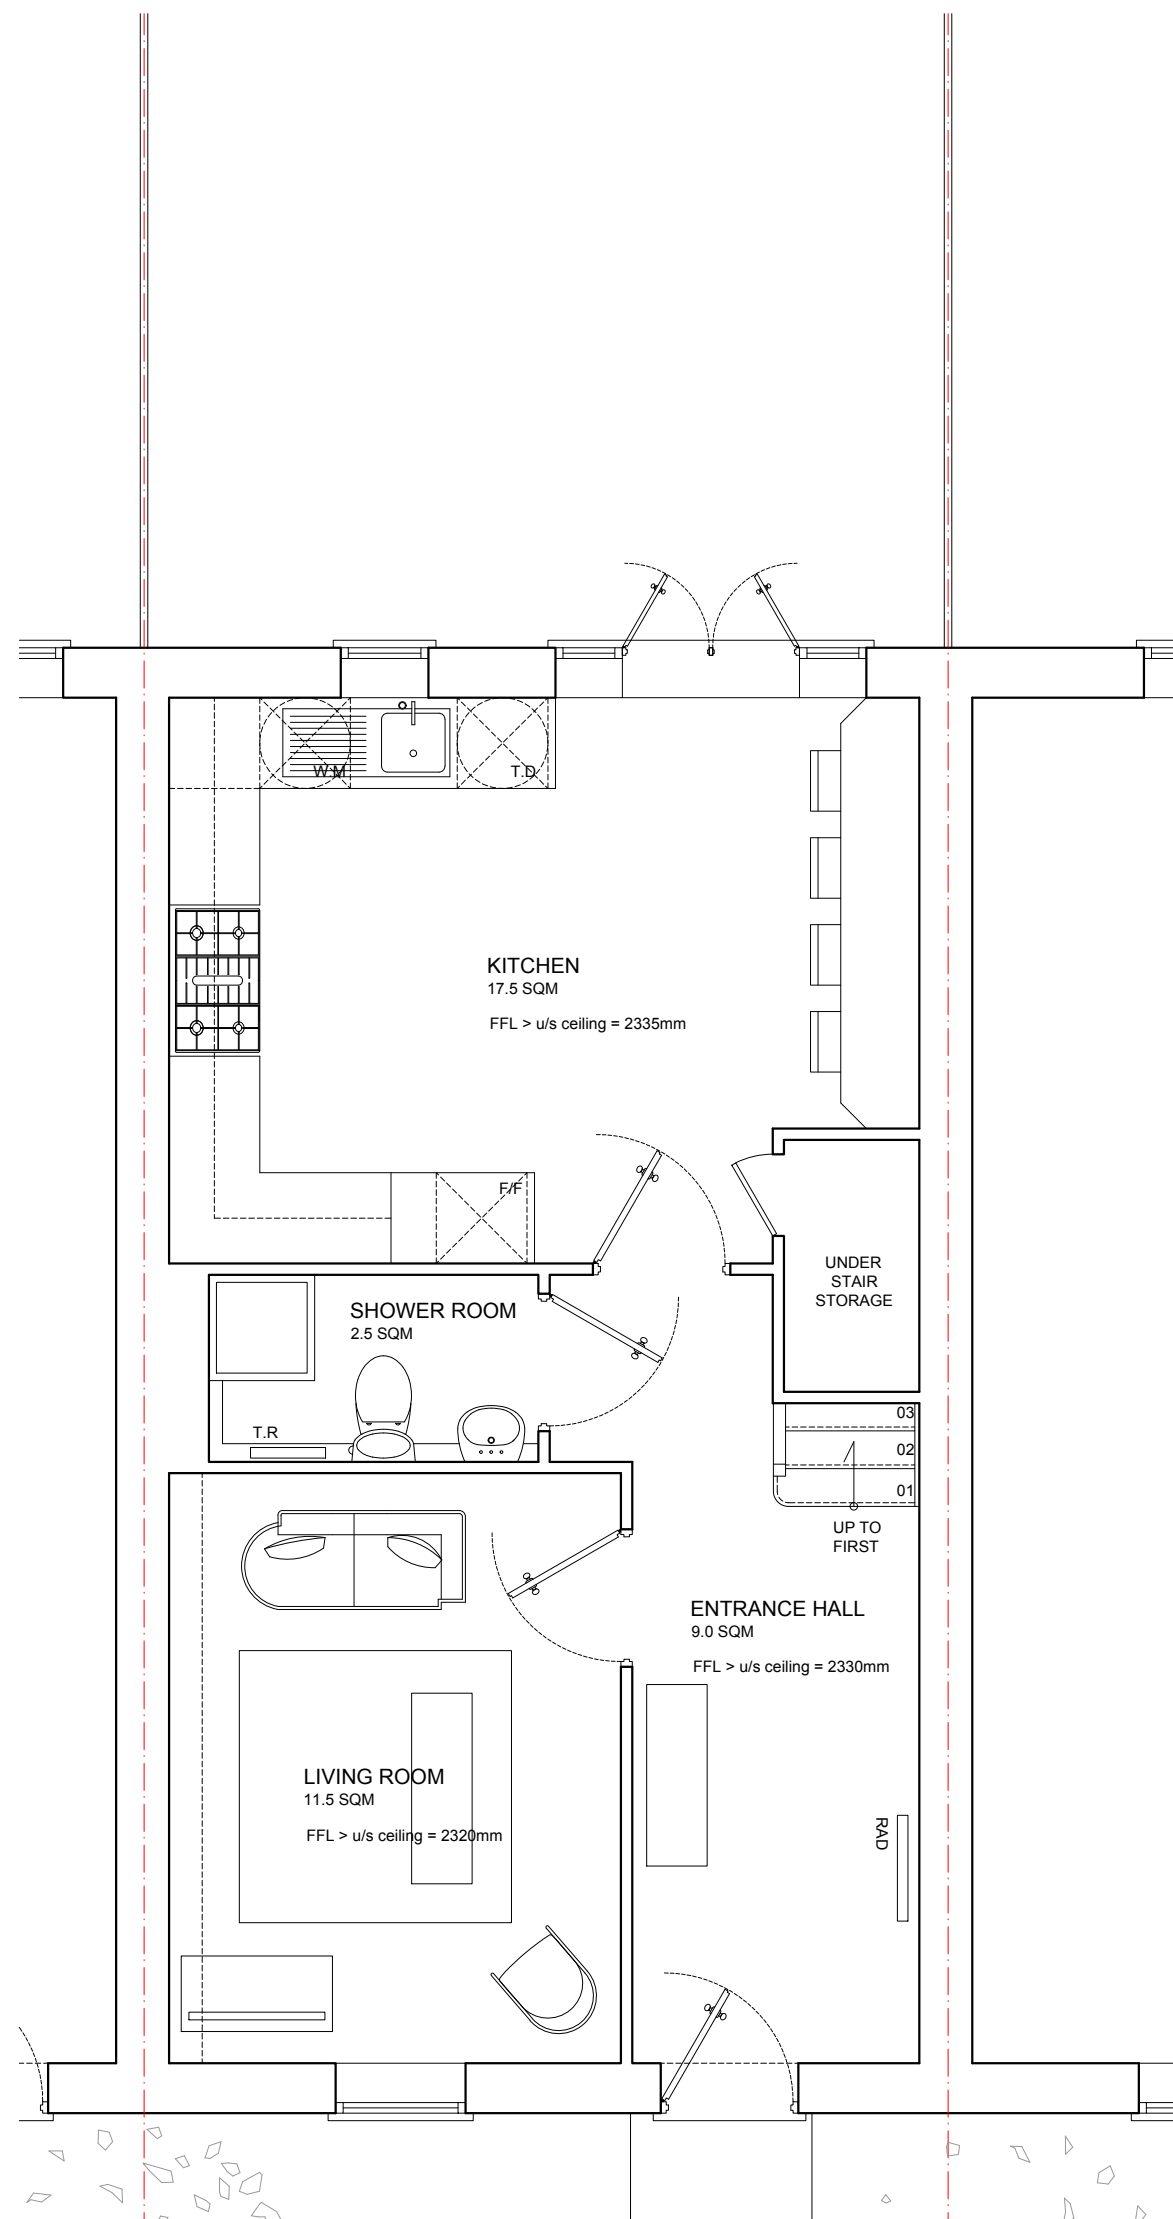 W.M
T.D
KITCHEN
17.5 SQM
FFL > u/s ceiling = 2335mm
F/F
UNDER
STAIR
STORAGE
SHOWER ROOM
2.5 SQM
T.R
03
02
01
UP TO
FIRST
ENTRANCE HALL
9.0 SQM
FFL > u/s ceiling = 2330mm
LIVING ROOM
11.5 SQM
FFL > u/s ceiling = 2320mm
RAD